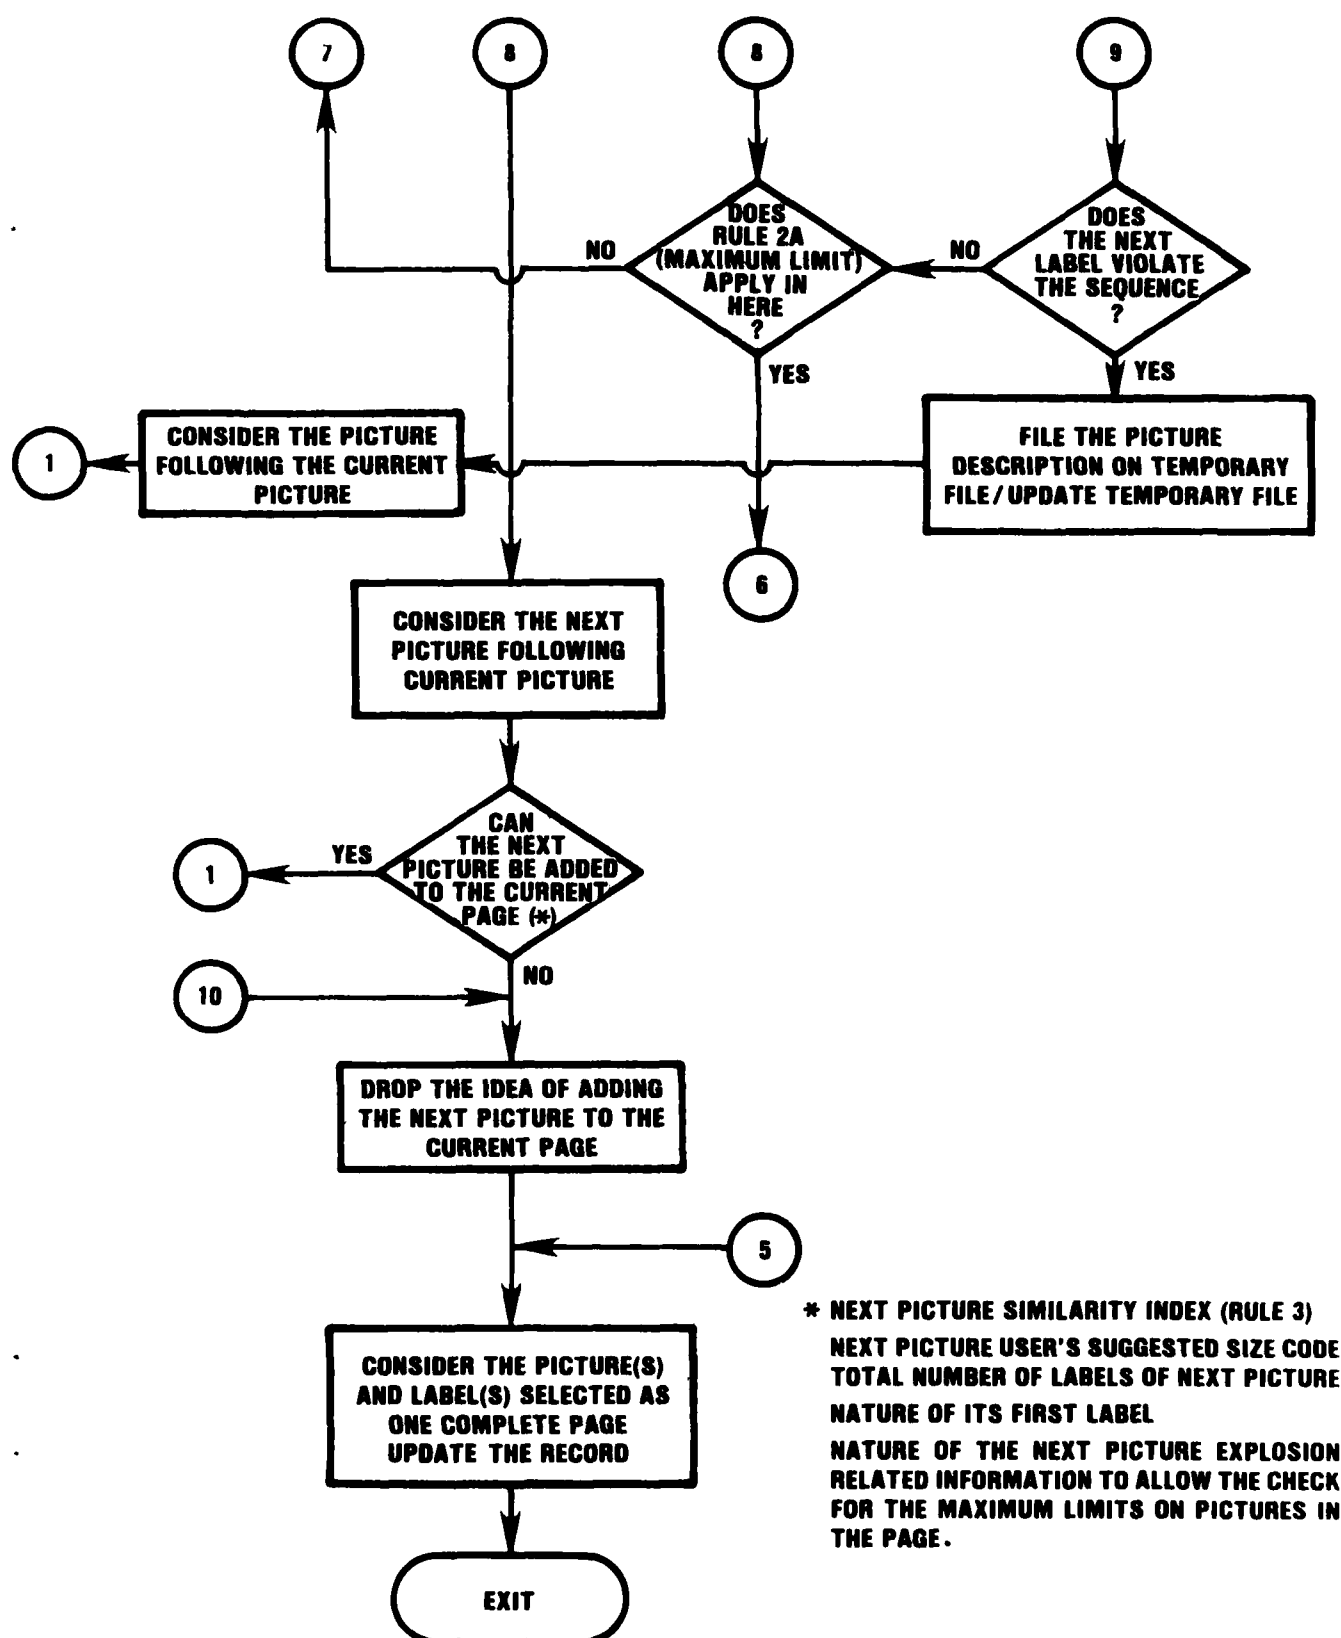 7
8
8
9
DOES
RULE 2A
(MAXIMUM LIMIT)
APPLY IN
HERE
?
NO
YES
DOES
THE NEXT
LABEL VIOLATE
THE SEQUENCE
?
NO
YES
1
CONSIDER THE PICTURE
FOLLOWING THE CURRENT
PICTURE
FILE THE PICTURE
DESCRIPTION ON TEMPORARY
FILE/UPDATE TEMPORARY FILE
6
CONSIDER THE NEXT
PICTURE FOLLOWING
CURRENT PICTURE
CAN
THE NEXT
PICTURE BE ADDED
TO THE CURRENT
PAGE (*)
YES
1
NO
10
DROP THE IDEA OF ADDING
THE NEXT PICTURE TO THE
CURRENT PAGE
5
CONSIDER THE PICTURE(S)
AND LABEL(S) SELECTED AS
ONE COMPLETE PAGE
UPDATE THE RECORD
EXIT
* NEXT PICTURE SIMILARITY INDEX (RULE 3)
NEXT PICTURE USER'S SUGGESTED SIZE CODE
TOTAL NUMBER OF LABELS OF NEXT PICTURE
NATURE OF ITS FIRST LABEL
NATURE OF THE NEXT PICTURE EXPLOSION
RELATED INFORMATION TO ALLOW THE CHECK
FOR THE MAXIMUM LIMITS ON PICTURES IN
THE PAGE.